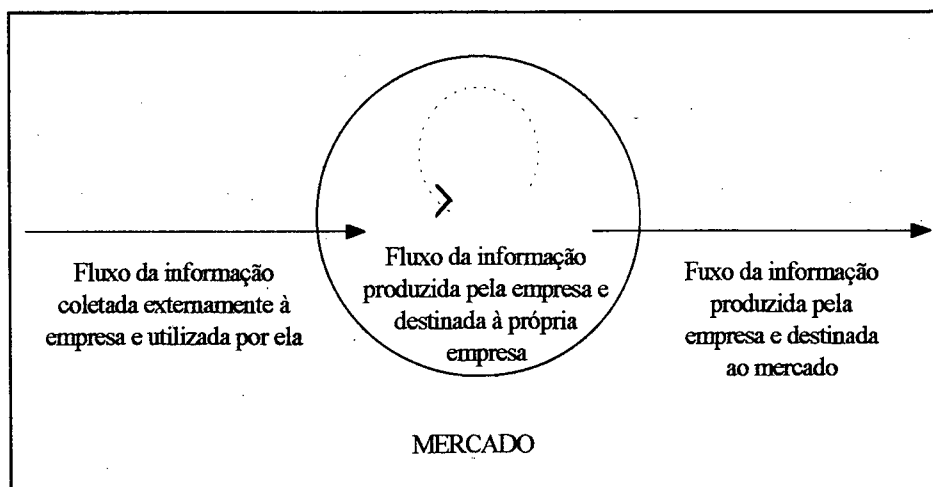 Fluxo da informação
coletada externamente à
empresa e utilizada por ela
Fluxo da informação
produzida pela empresa e
destinada à própria
empresa
Fuxo da informação
produzida pela
empresa e destinada
ao mercado
MERCADO